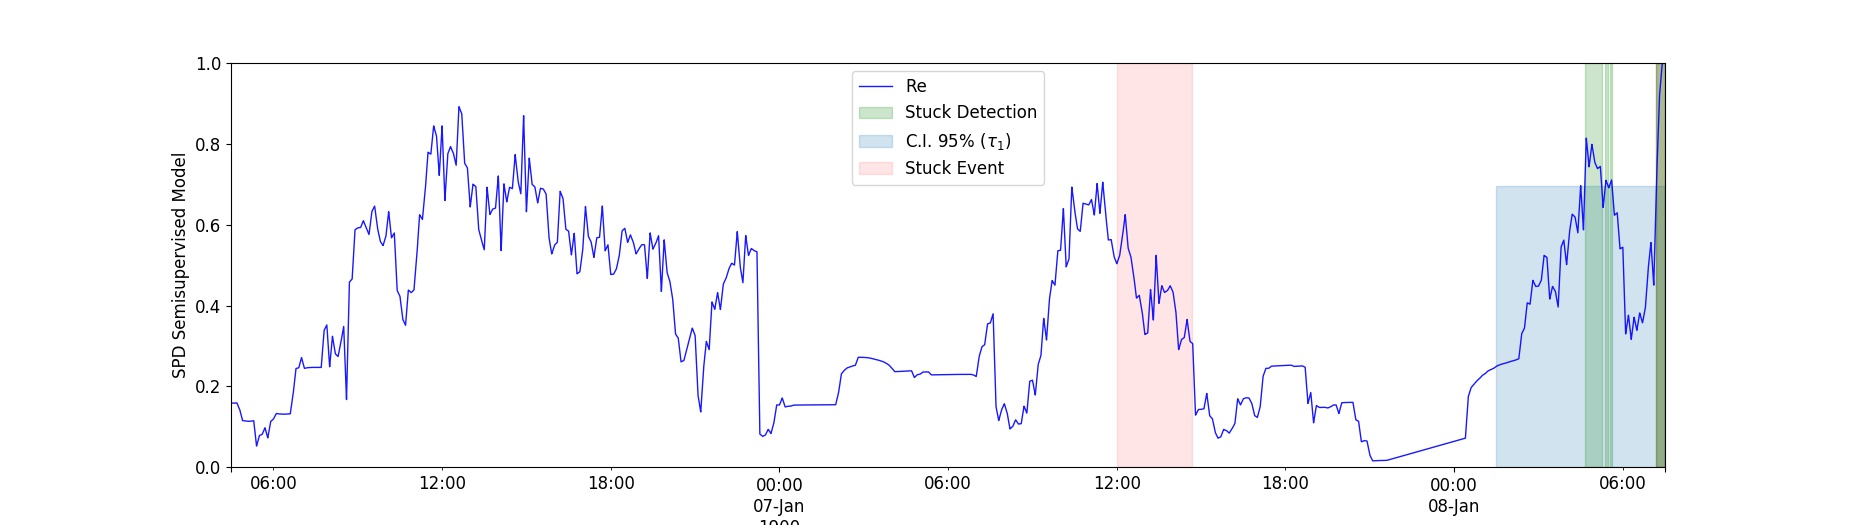 SPD Semisupervised Model
1.0
0.8
0.6
0.4
0.2
0.0
Re
Stuck Detection
C.I. 95% (τ₁)
Stuck Event
06:00 12:00 18:00 00:00 06:00 12:00 18:00 00:00 06:00
07-Jan 08-Jan
1900